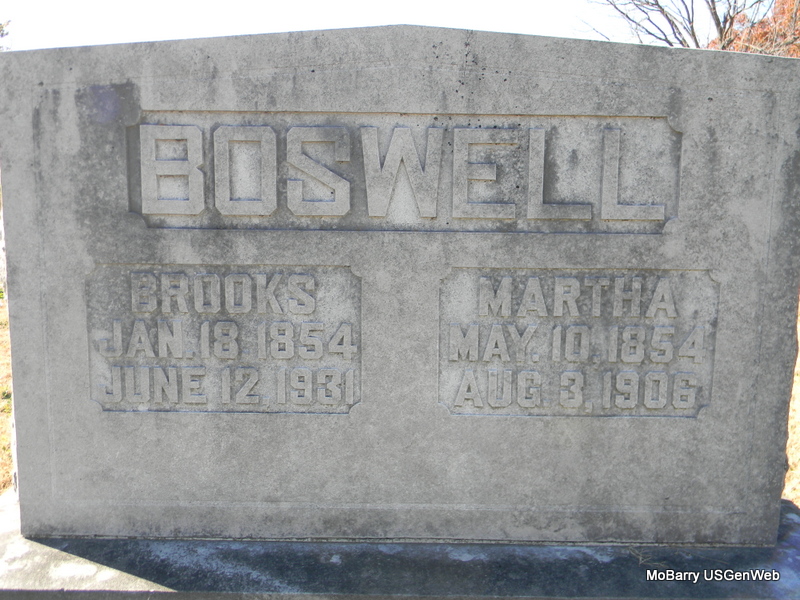 BOSWELL
BROOKS
JAN. 18 1854
JUNE 12 1931
MARTHA
MAY, 10, 1854
AUG 3, 1906
MoBarry USGenWeb